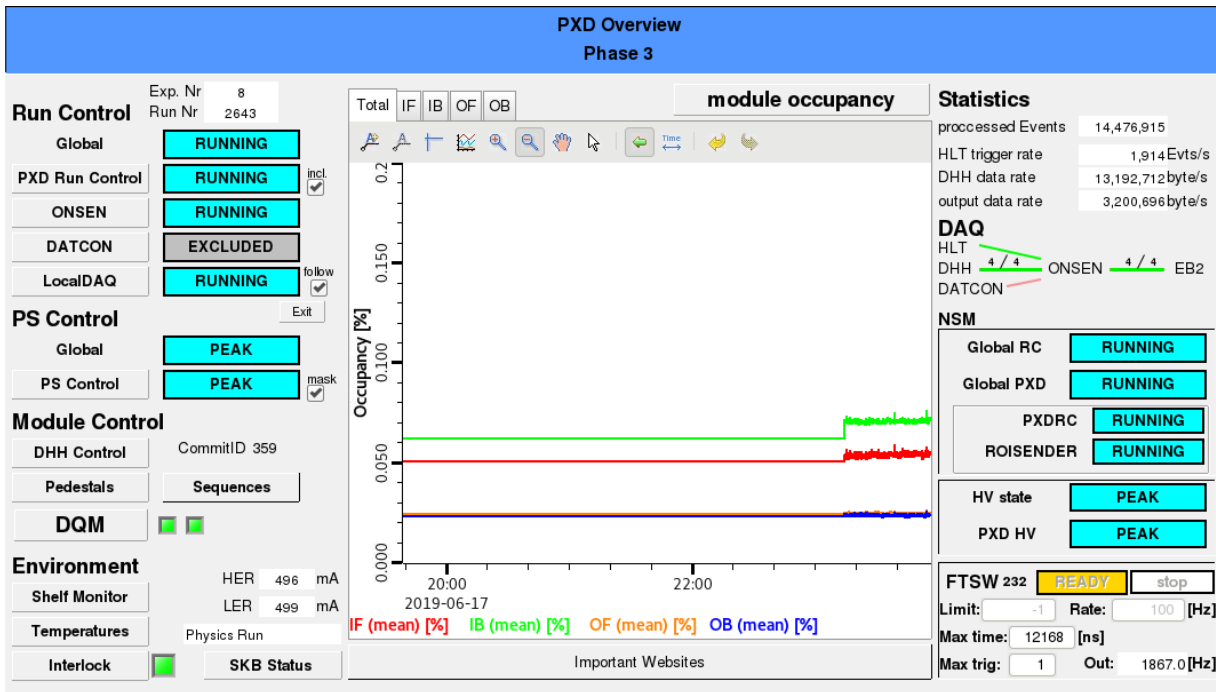 PXD Overview
Phase 3
Exp. Nr 8
Run Control Run Nr 2643
Global RUNNING
PXD Run Control RUNNING incl.
ONSEN RUNNING
DATCON EXCLUDED
LocalDAQ RUNNING follow
Exit
PS Control
Global PEAK
PS Control PEAK mask
Module Control
DHH Control CommitID 359
Pedestals Sequences
DQM
Environment
HER 496 mA
Shelf Monitor
LER 499 mA
Temperatures Physics Run
Interlock SKB Status
Total IF IB OF OB module occupancy
Time
Occupancy [%]
0.2
0.150
0.100
0.050
0.000
20:00 22:00
2019-06-17
IF (mean) [%] IB (mean) [%] OF (mean) [%] OB (mean) [%]
Important Websites
Statistics
proccessed Events 14,476,915
HLT trigger rate 1,914 Evts/s
DHH data rate 13,192,712 byte/s
output data rate 3,200,696 byte/s
DAQ
HLT
DHH 4 / 4 ONSEN 4 / 4 EB2
DATCON
NSM
Global RC RUNNING
Global PXD RUNNING
PXDRC RUNNING
ROISENDER RUNNING
HV state PEAK
PXD HV PEAK
FTSW 232 READY stop
Limit: -1 Rate: 100 [Hz]
Max time: 12168 [ns]
Max trig: 1 Out: 1867.0 [Hz]